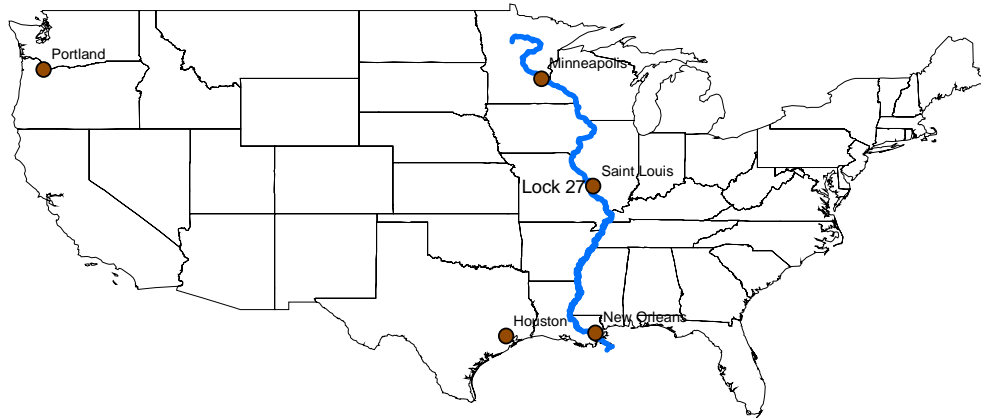 Portland
Minneapolis
Saint Louis
Lock 27
Houston
New Orleans